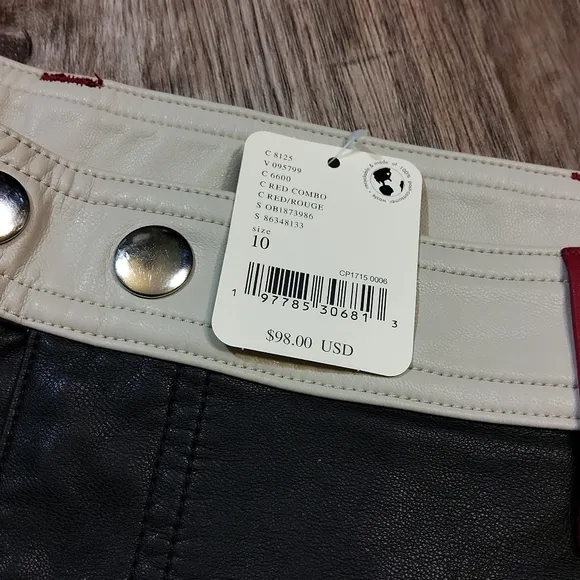 C 8125
V 095799
C 6600
C RED COMBO
C RED/ROUGE
S OB1873986
S 86348133
size
10
CP1715 0006
1 97785 30681 3
$98.00 USD